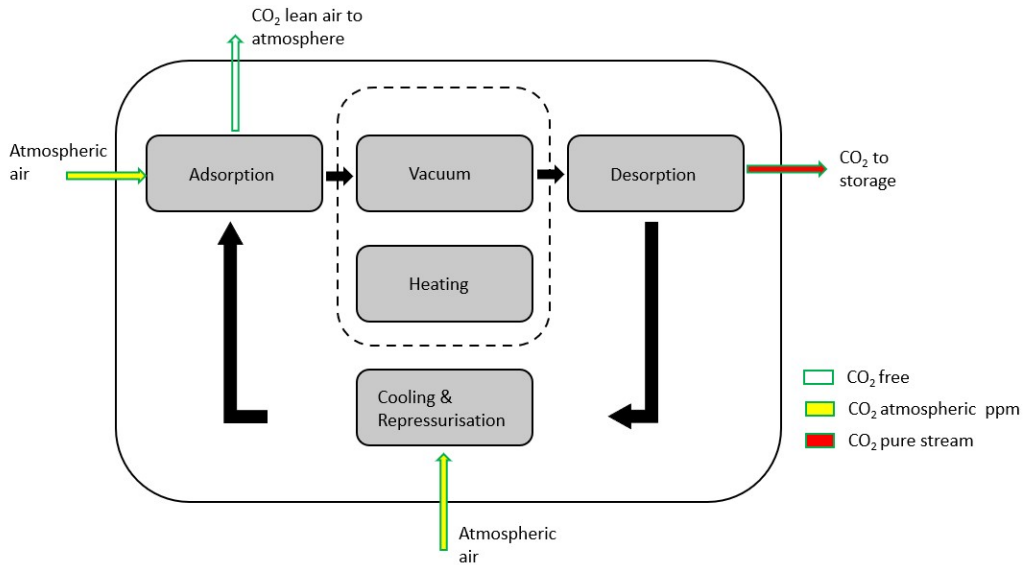 CO₂ lean air to
atmosphere
Atmospheric
air
Adsorption
Vacuum
Desorption
CO₂ to
storage
Heating
Cooling &
Repressurisation
CO₂ free
CO₂ atmospheric ppm
CO₂ pure stream
Atmospheric
air